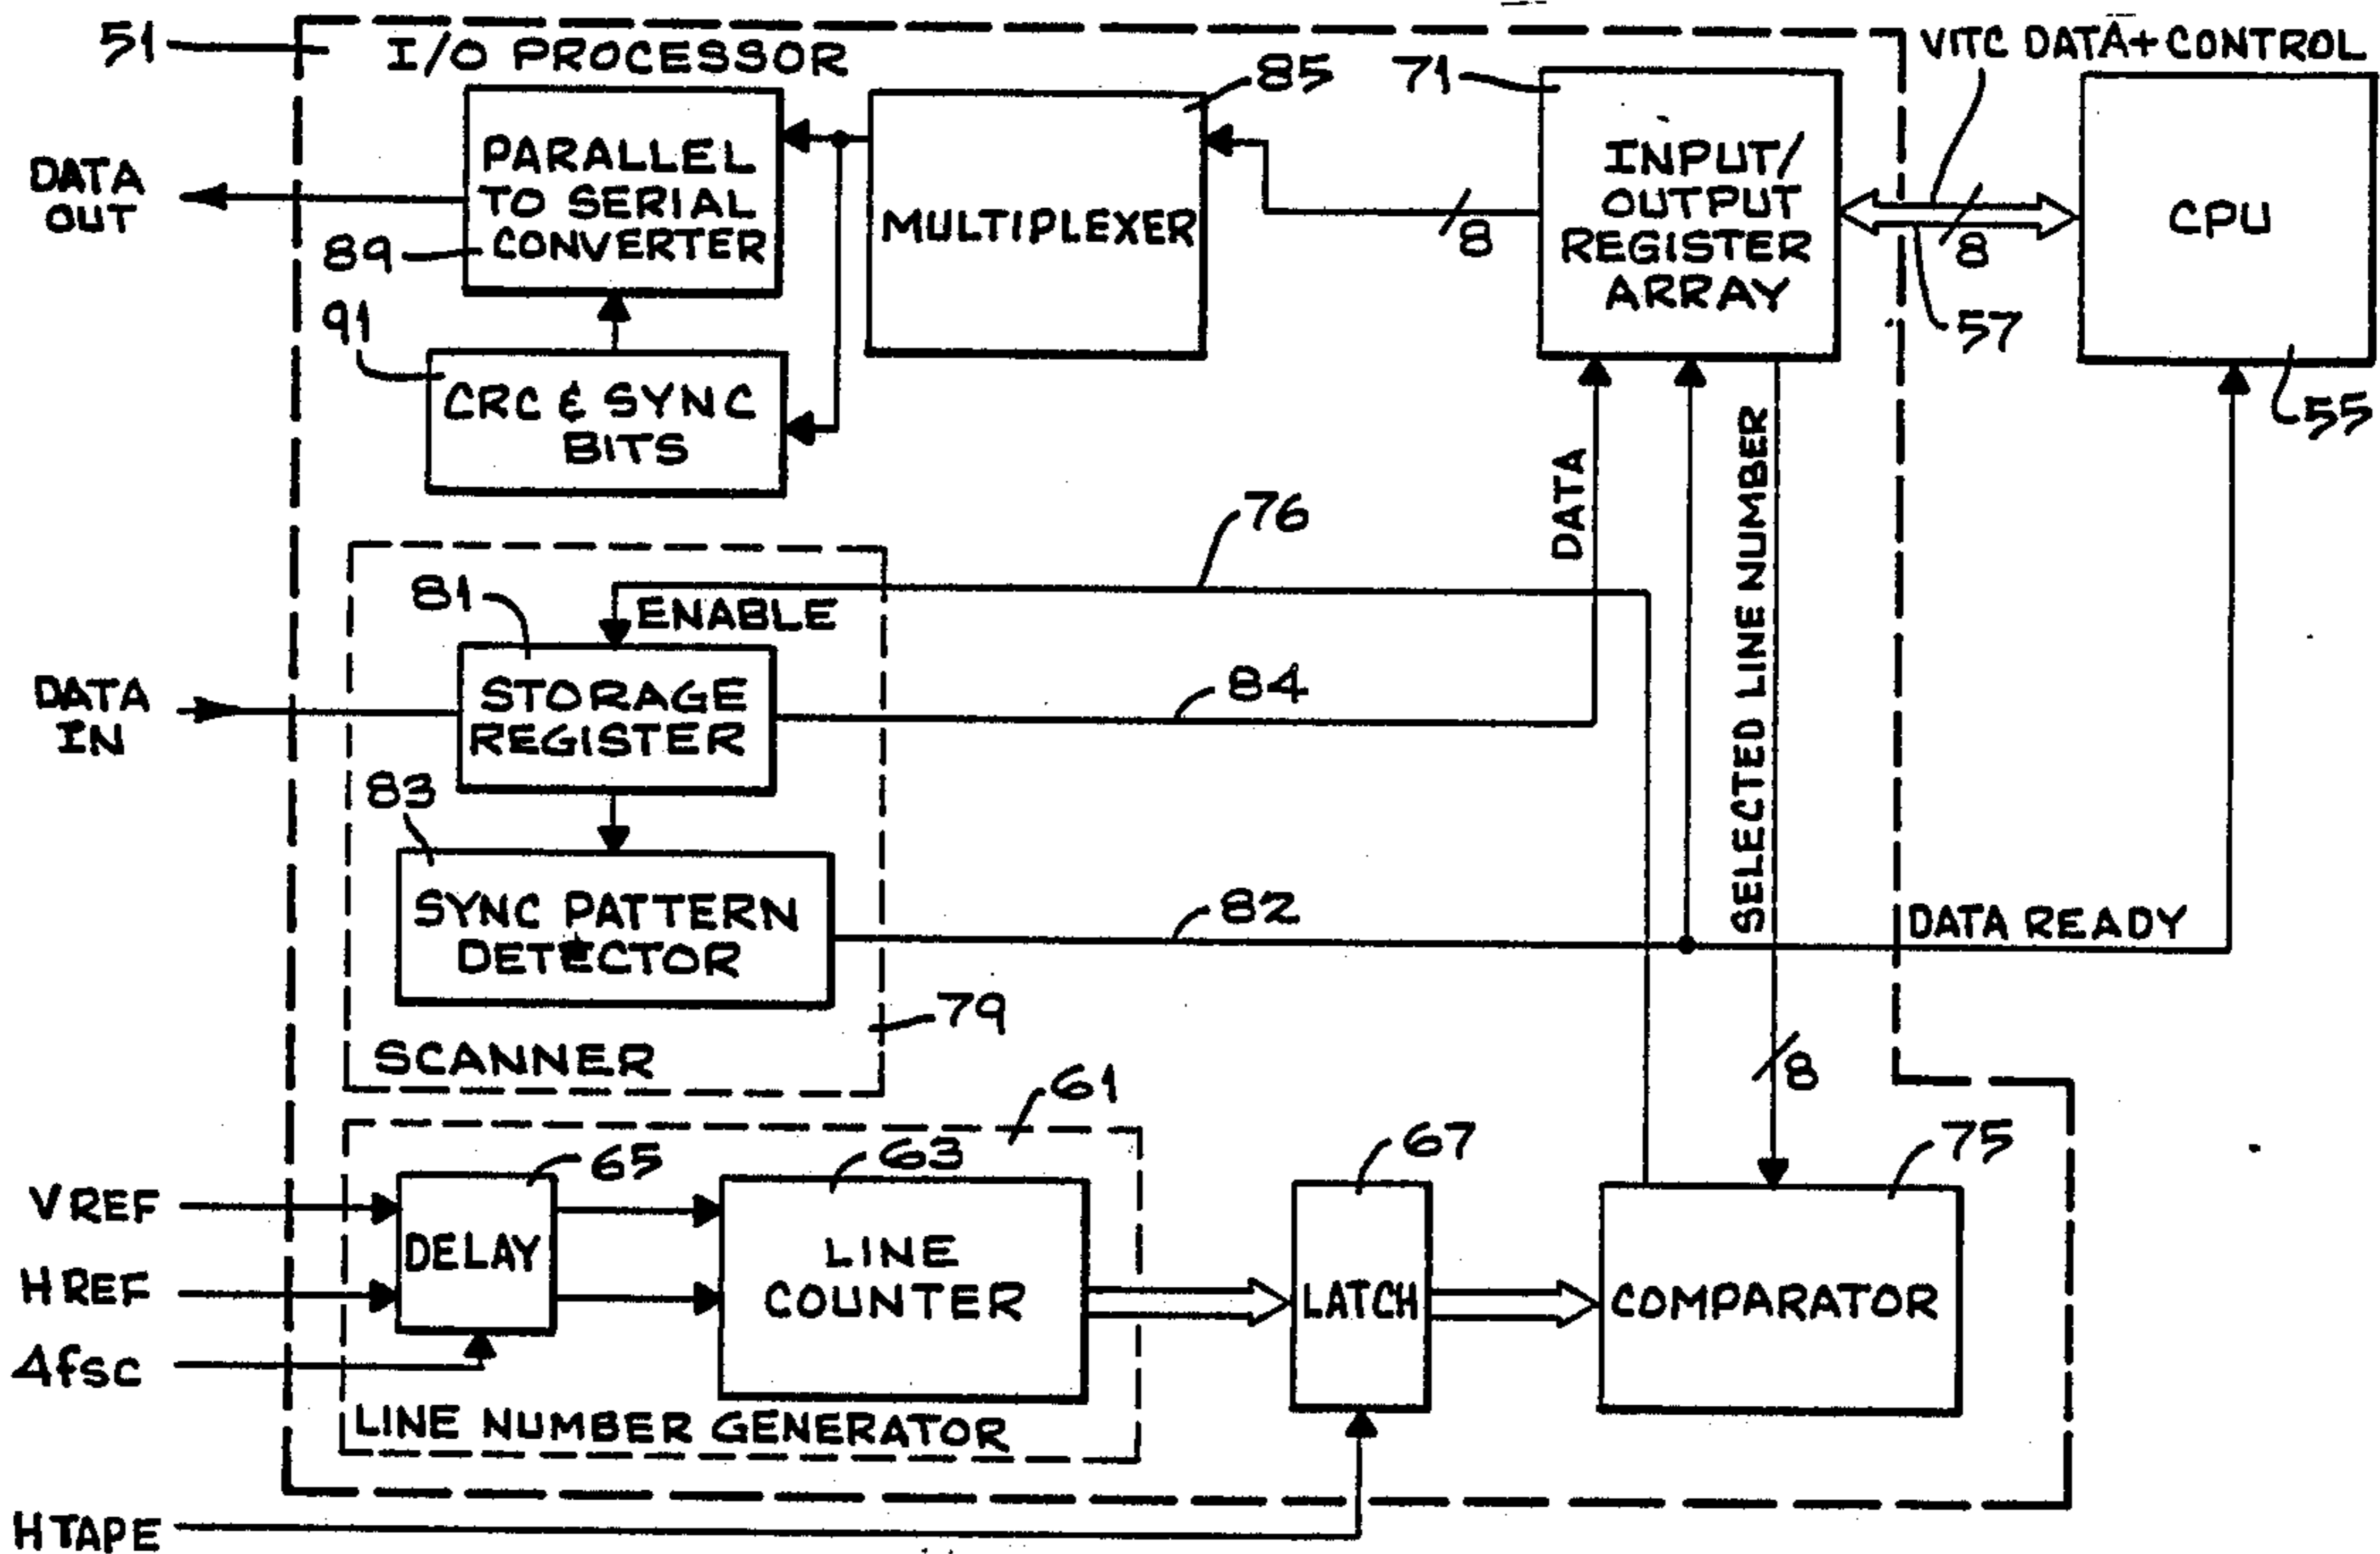 51
I/O PROCESSOR
85
71
VITC DATA+CONTROL
DATA
OUT
PARALLEL
TO SERIAL
CONVERTER
89
MULTIPLEXER
8
INPUT/
OUTPUT
REGISTER
ARRAY
8
57
CPU
55
91
CRC & SYNC
BITS
76
DATA
SELECTED LINE NUMBER
81
ENABLE
DATA
IN
STORAGE
REGISTER
84
83
SYNC PATTERN
DETECTOR
82
DATA READY
79
SCANNER
61
8
65
63
67
75
V REF
H REF
4fsc
DELAY
LINE
COUNTER
LATCH
COMPARATOR
LINE NUMBER GENERATOR
H TAPE